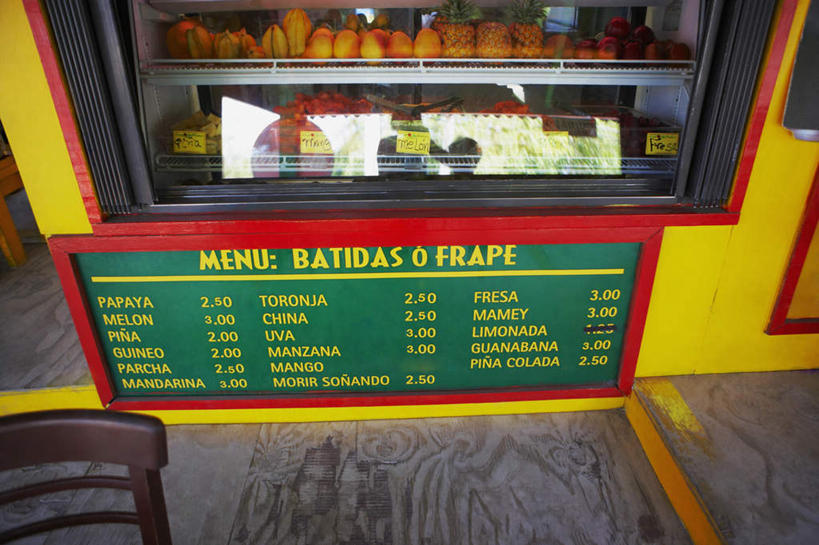 Piña
melón
Fresa
MENU: BATIDAS Ó FRAPE
PAPAYA 2.50
MELON 3.00
PIÑA 2.00
GUINEO 2.00
PARCHA 2.50
MANDARINA 3.00
TORONJA 2.50
CHINA 2.50
UVA 3.00
MANZANA 3.00
MANGO
MORIR SOÑANDO 2.50
FRESA 3.00
MAMEY 3.00
LIMONADA
GUANABANA 3.00
PIÑA COLADA 2.50